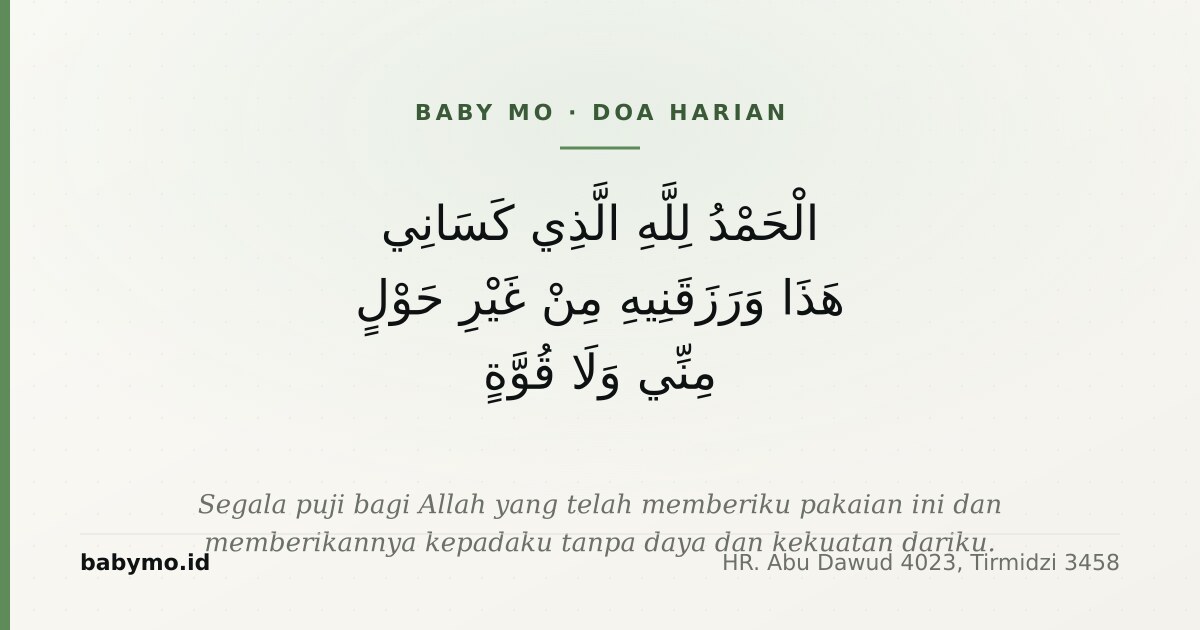 BABY MO · DOA HARIAN
الْحَمْدُ لِلَّهِ الَّذِي كَسَانِي
هَذَا وَرَزَقَنِيهِ مِنْ غَيْرِ حَوْلٍ
مِنِّي وَلَا قُوَّةٍ
Segala puji bagi Allah yang telah memberiku pakaian ini dan
memberikannya kepadaku tanpa daya dan kekuatan dariku.
babymo.id
HR. Abu Dawud 4023, Tirmidzi 3458